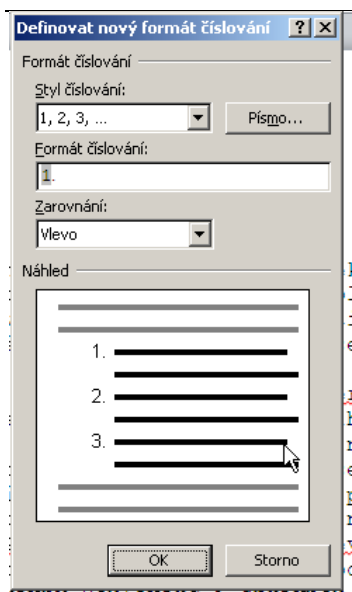 Definovat nový formát číslování
Formát číslování
Styl číslování:
1, 2, 3, ...
Písmo...
Formát číslování:
1.
Zarovnání:
Vlevo
Náhled
1.
2.
3.
OK
Storno